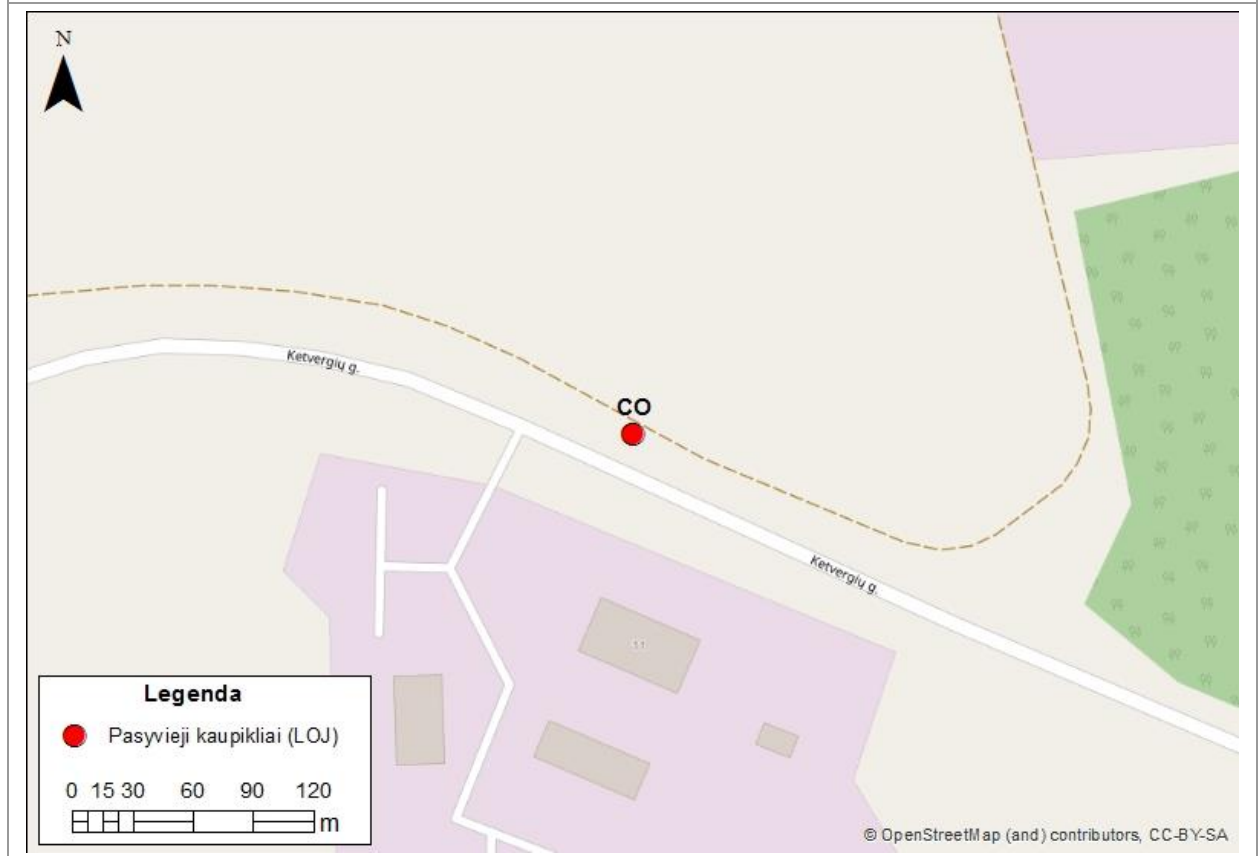 N
Ketvergių g.
CO
Ketvergių g.
11
Legenda
Pasyvieji kaupikliai (LOJ)
0 15 30 60 90 120
m
© OpenStreetMap (and) contributors, CC-BY-SA